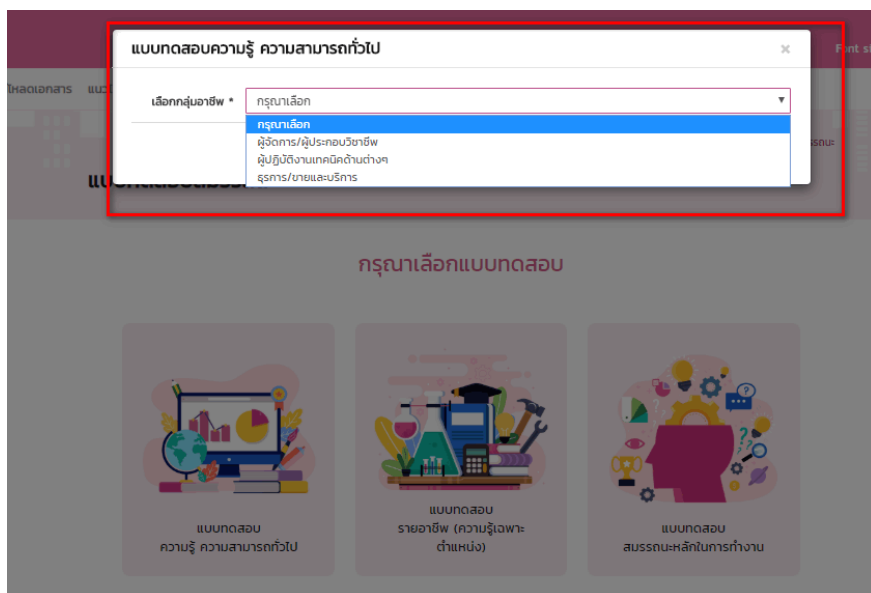 แบบทดสอบความรู้ ความสามารถทั่วไป
×
Font
โหลดเอกสาร
เลือกกลุ่มอาชีพ * กรุณาเลือก
กรุณาเลือก
ผู้จัดการ/ผู้ประกอบวิชาชีพ
ผู้ปฏิบัติงานเทคนิคด้านต่างๆ
ธุรการ/ขายและบริการ
กรุณาเลือกแบบทดสอบ
แบบทดสอบ
ความรู้ ความสามารถทั่วไป
แบบทดสอบ
รายอาชีพ (ความรู้เฉพาะ
ตำแหน่ง)
แบบทดสอบ
สมรรถนะหลักในการทำงาน